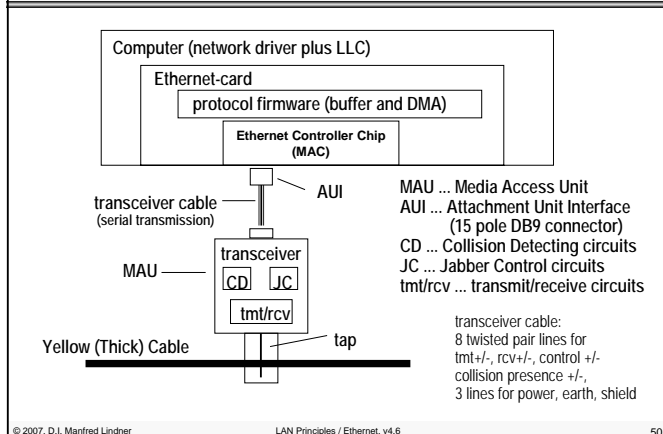 Computer (network driver plus LLC)
Ethernet-card
protocol firmware (buffer and DMA)
Ethernet Controller Chip
(MAC)
AUI
transceiver cable
(serial transmission)
MAU ... Media Access Unit
AUI ... Attachment Unit Interface
(15 pole DB9 connector)
CD ... Collision Detecting circuits
JC ... Jabber Control circuits
tmt/rcv ... transmit/receive circuits
transceiver
MAU
CD
JC
tmt/rcv
tap
Yellow (Thick) Cable
transceiver cable:
8 twisted pair lines for
tmt+/-, rcv+/-, control +/-
collision presence +/-,
3 lines for power, earth, shield
© 2007, D.I. Manfred Lindner
LAN Principles / Ethernet, v4.6
50